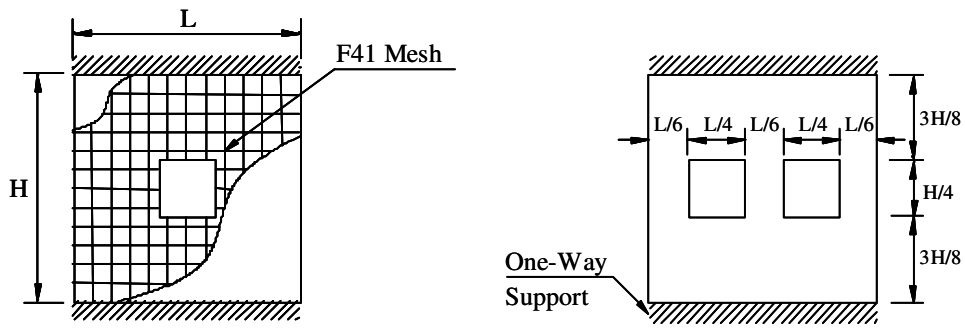 L
F41 Mesh
H
L/6 L/4 L/6 L/4 L/6
3H/8
H/4
3H/8
One-Way
Support